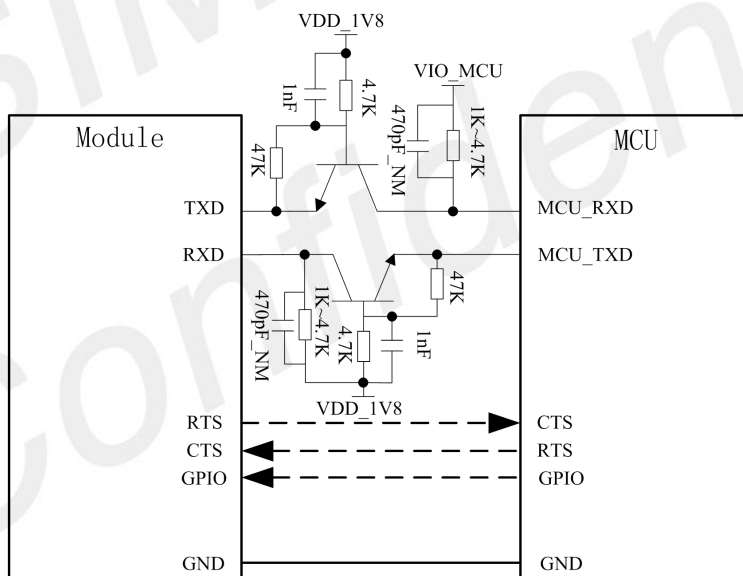 VDD_1V8
1nF
4.7K
VIO_MCU
470pF_NM
1K~4.7K
Module
MCU
47K
TXD
MCU_RXD
RXD
MCU_TXD
470pF_NM
1K~4.7K
4.7K
1nF
47K
VDD_1V8
RTS
CTS
CTS
RTS
GPIO
GPIO
GND
GND
Confiden